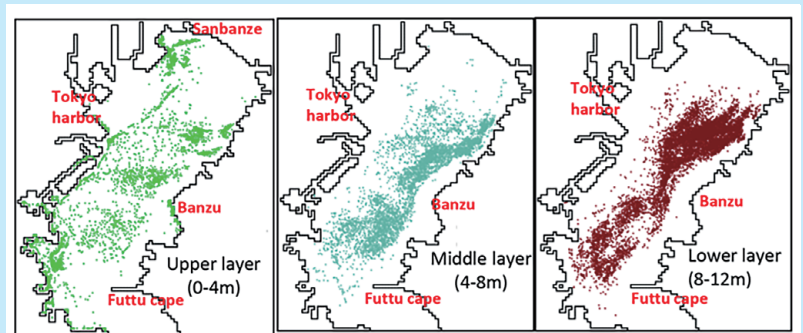 Sanbanze
Tokyo
harbor
Banzu
Upper layer
(0-4m)
Futtu cape
Tokyo
harbor
Banzu
Middle layer
(4-8m)
Futtu cape
Tokyo
harbor
Banzu
Lower layer
(8-12m)
Futtu cape